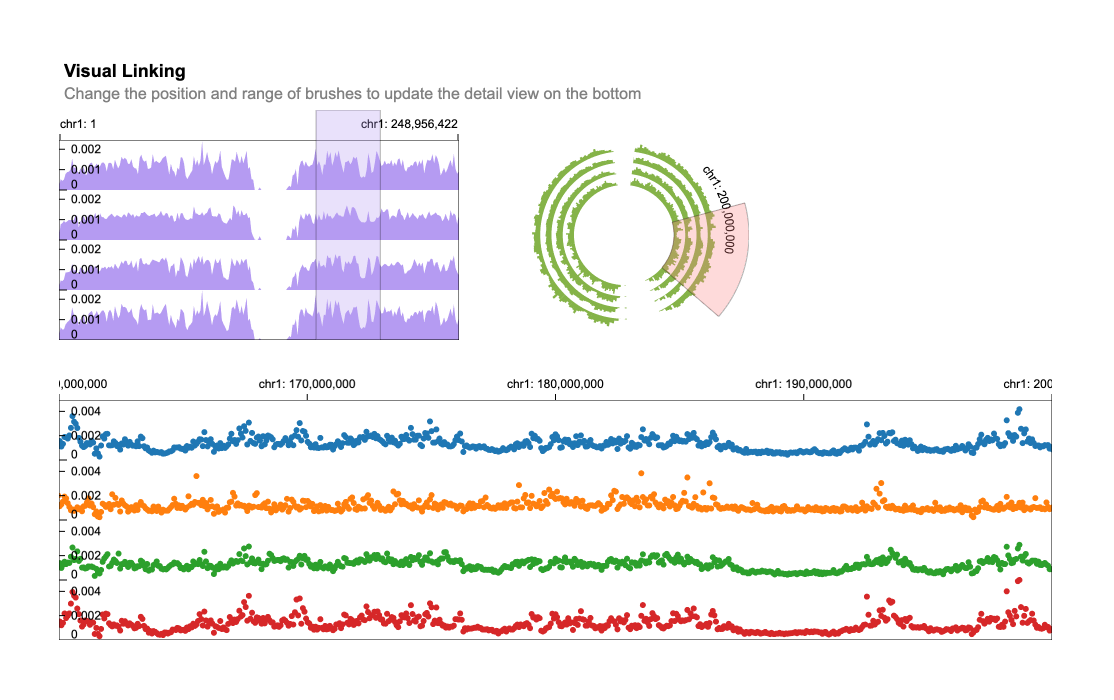 Visual Linking
Change the position and range of brushes to update the detail view on the bottom
chr1: 1
chr1: 248,956,422
0.002
0.001
0
0.002
0.001
0
0.002
0.001
0
0.002
0.001
0
chr1: 200,000,000
0,000,000
chr1: 170,000,000
chr1: 180,000,000
chr1: 190,000,000
chr1: 200
0.004
0.002
0
0.004
0.002
0
0.004
0.002
0
0.004
0.002
0